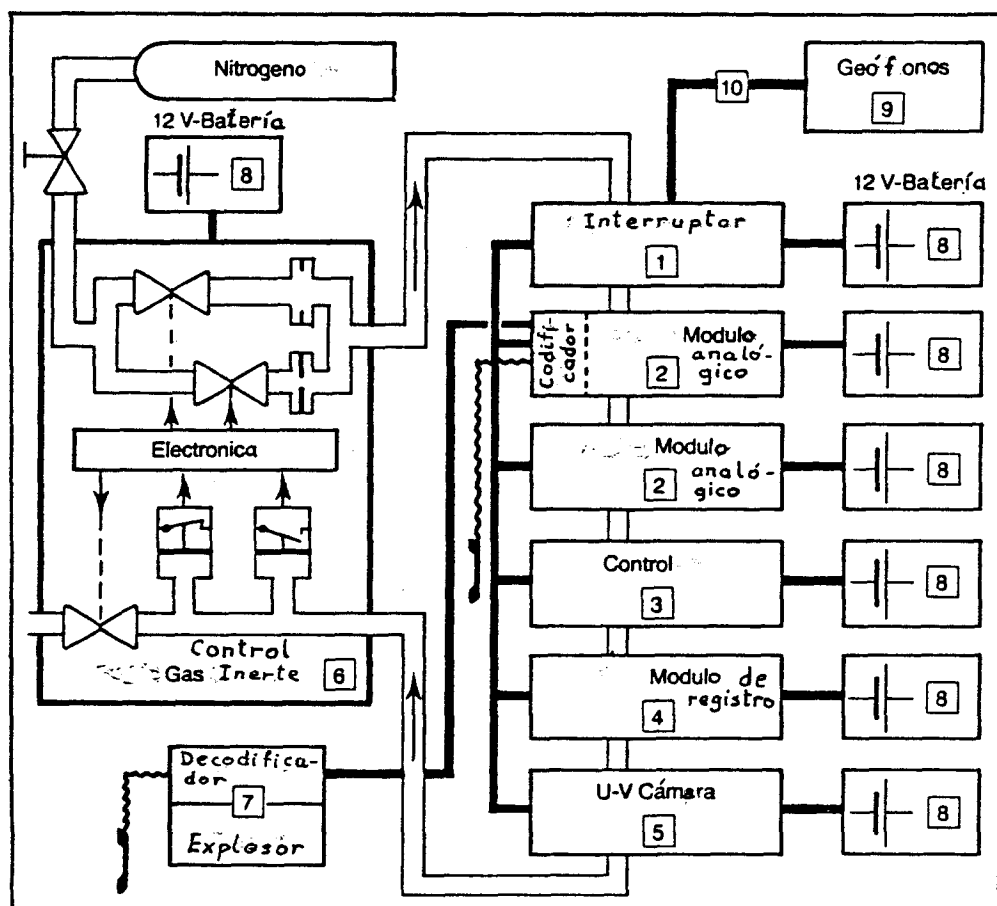 Nitrogeno
12 V-Batería
8
Geófonos
9
10
12 V-Batería
Interruptor
1
8
Codifi-
cador
Modulo
analó-
gico
2
8
Electronica
Modulo
analó-
gico
2
8
Control
3
8
Control
Gas Inerte
6
Modulo de
registro
4
8
Decodifica-
dor
7
Explosor
U-V Cámara
5
8